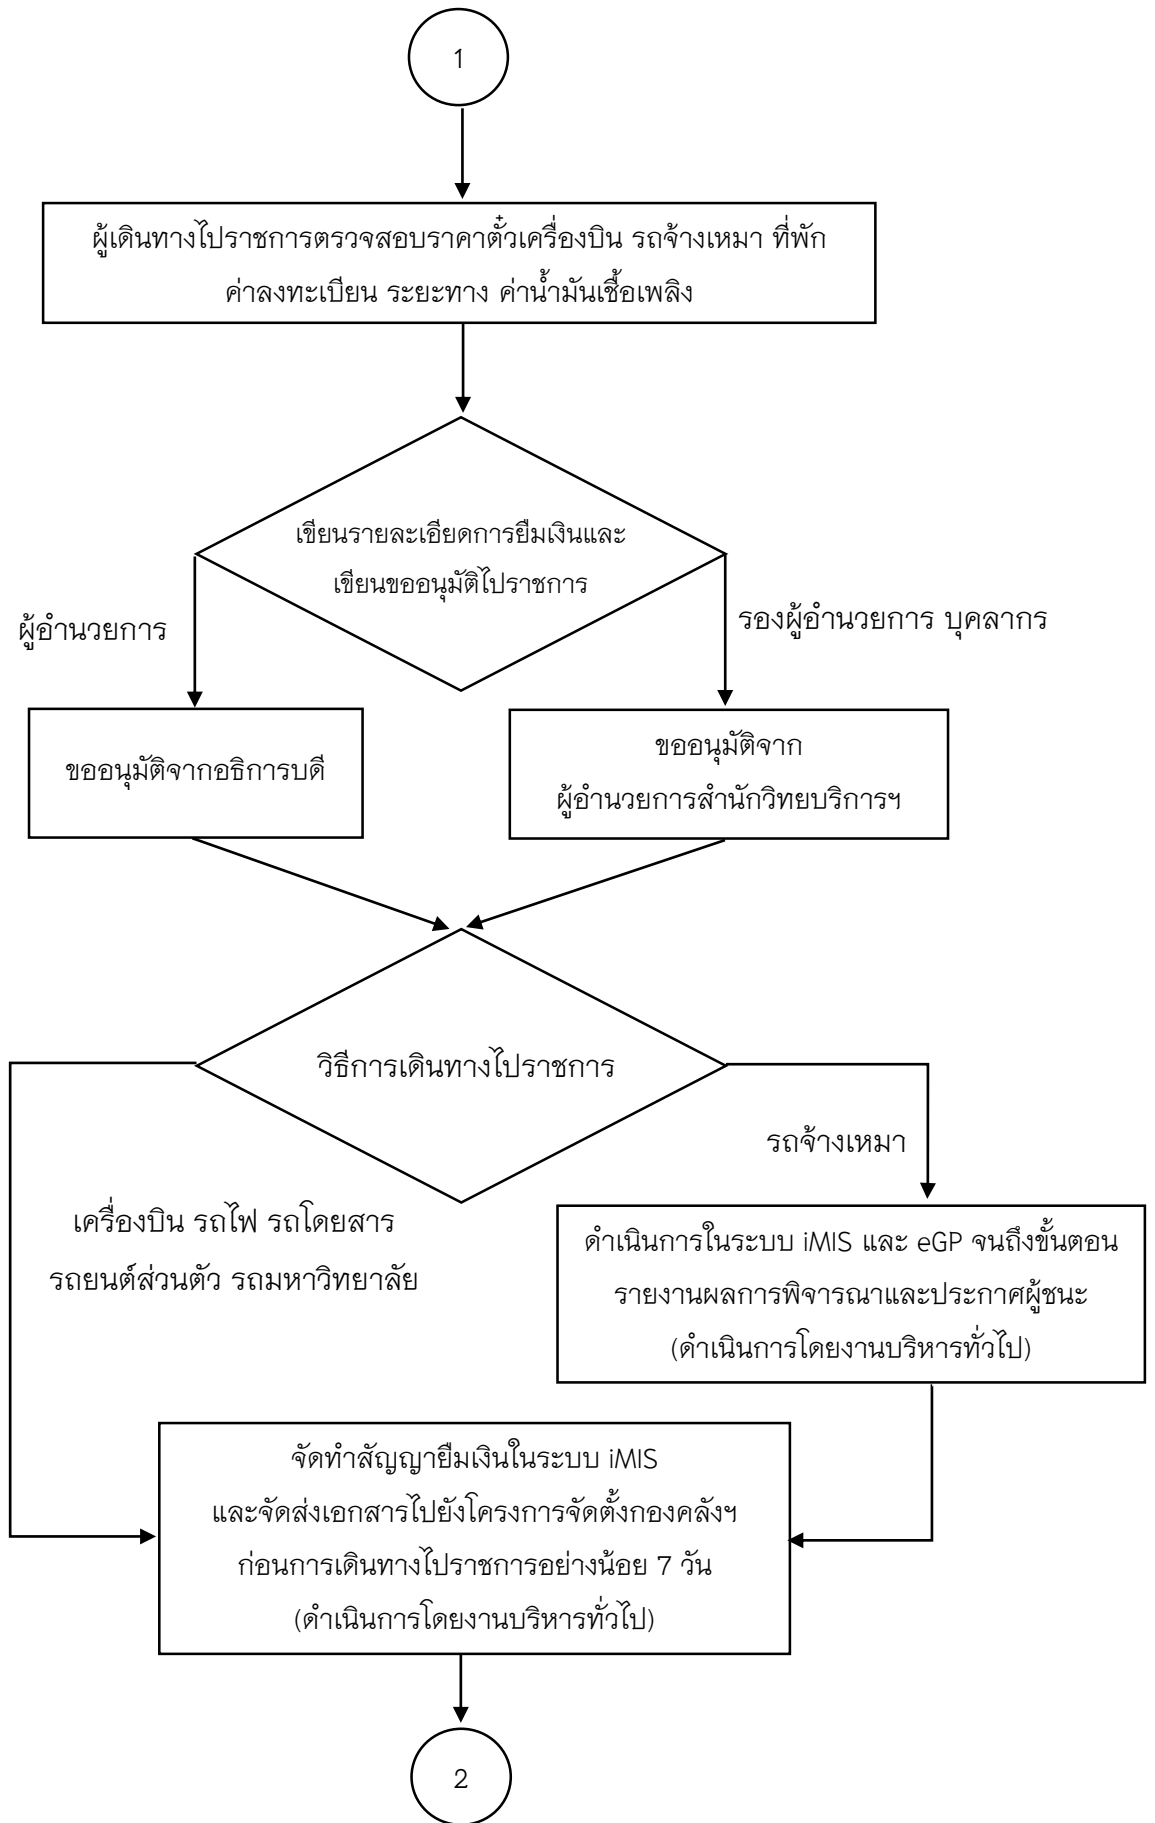 1
ผู้เดินทางไปราชการตรวจสอบราคาตั๋วเครื่องบิน รถจ้างเหมา ที่พัก
ค่าลงทะเบียน ระยะทาง ค่าน้ำมันเชื้อเพลิง
เขียนรายละเอียดการยืมเงินและ
เขียนขออนุมัติไปราชการ
ผู้อำนวยการ
รองผู้อำนวยการ บุคลากร
ขออนุมัติจากอธิการบดี
ขออนุมัติจาก
ผู้อำนวยการสำนักวิทยบริการฯ
วิธีการเดินทางไปราชการ
รถจ้างเหมา
เครื่องบิน รถไฟ รถโดยสาร
รถยนต์ส่วนตัว รถมหาวิทยาลัย
ดำเนินการในระบบ iMIS และ eGP จนถึงขั้นตอน
รายงานผลการพิจารณาและประกาศผู้ชนะ
(ดำเนินการโดยงานบริหารทั่วไป)
จัดทำสัญญายืมเงินในระบบ iMIS
และจัดส่งเอกสารไปยังโครงการจัดตั้งกองคลังฯ
ก่อนการเดินทางไปราชการอย่างน้อย 7 วัน
(ดำเนินการโดยงานบริหารทั่วไป)
2